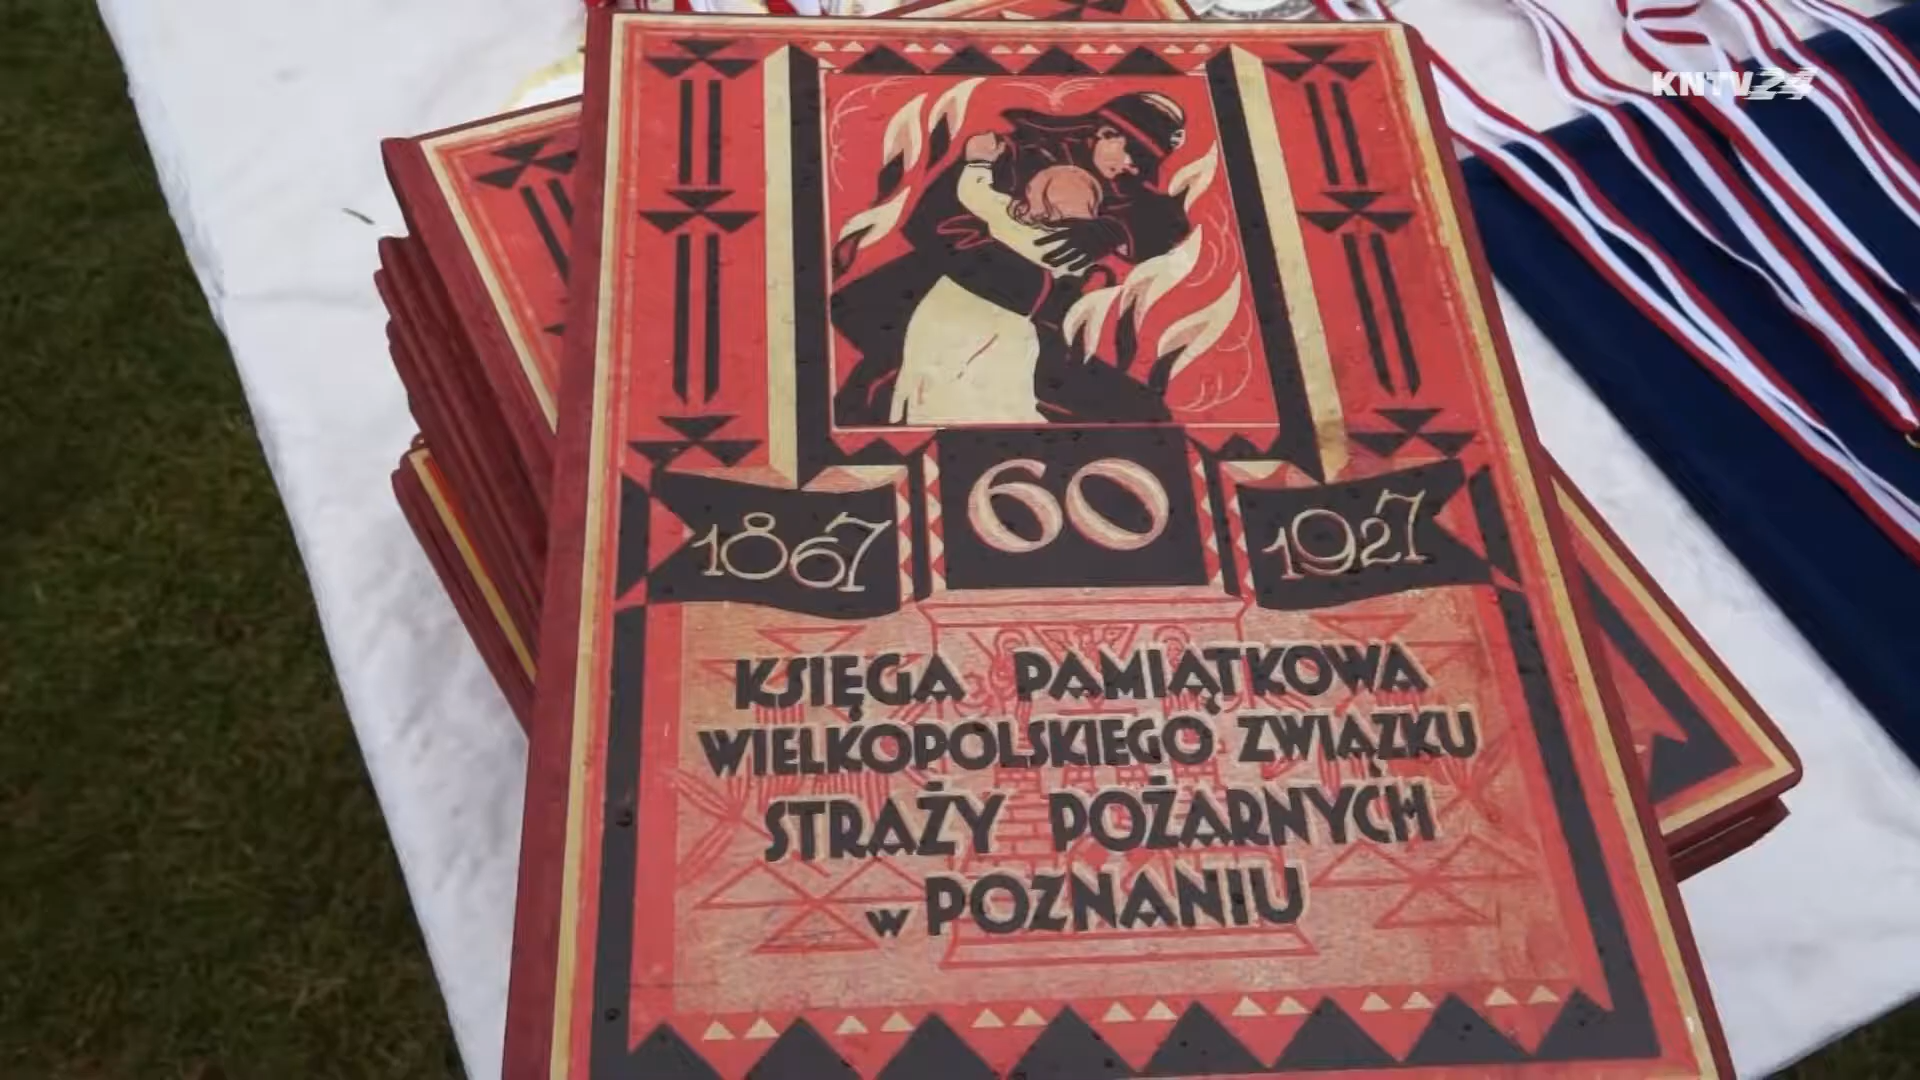 KNTV24
1867 60 1927
KSIĘGA PAMIĄTKOWA
WIELKOPOLSKIEGO ZWIĄZKU
STRAŻY POŻARNYCH
w POZNANIU